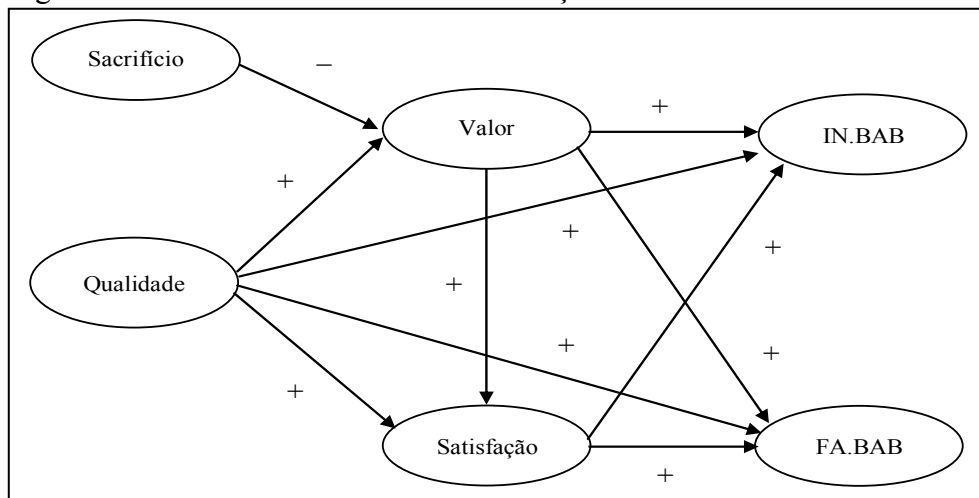 Sacrifício
–
Valor
+
IN.BAB
+
+
+
Qualidade
+
+
+
+
Satisfação
+
FA.BAB